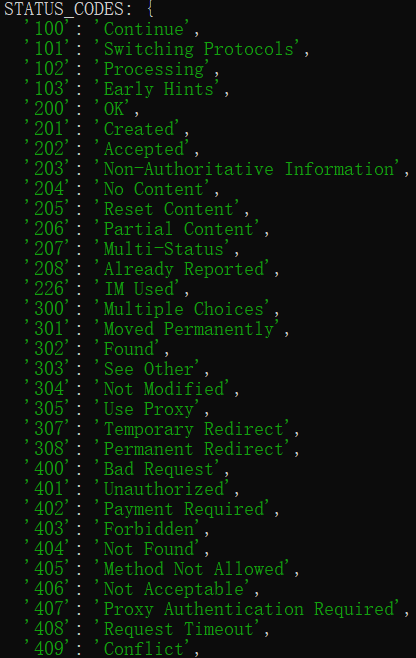 STATUS_CODES: {
'100': 'Continue',
'101': 'Switching Protocols',
'102': 'Processing',
'103': 'Early Hints',
'200': 'OK',
'201': 'Created',
'202': 'Accepted',
'203': 'Non-Authoritative Information',
'204': 'No Content',
'205': 'Reset Content',
'206': 'Partial Content',
'207': 'Multi-Status',
'208': 'Already Reported',
'226': 'IM Used',
'300': 'Multiple Choices',
'301': 'Moved Permanently',
'302': 'Found',
'303': 'See Other',
'304': 'Not Modified',
'305': 'Use Proxy',
'307': 'Temporary Redirect',
'308': 'Permanent Redirect',
'400': 'Bad Request',
'401': 'Unauthorized',
'402': 'Payment Required',
'403': 'Forbidden',
'404': 'Not Found',
'405': 'Method Not Allowed',
'406': 'Not Acceptable',
'407': 'Proxy Authentication Required',
'408': 'Request Timeout',
'409': 'Conflict',